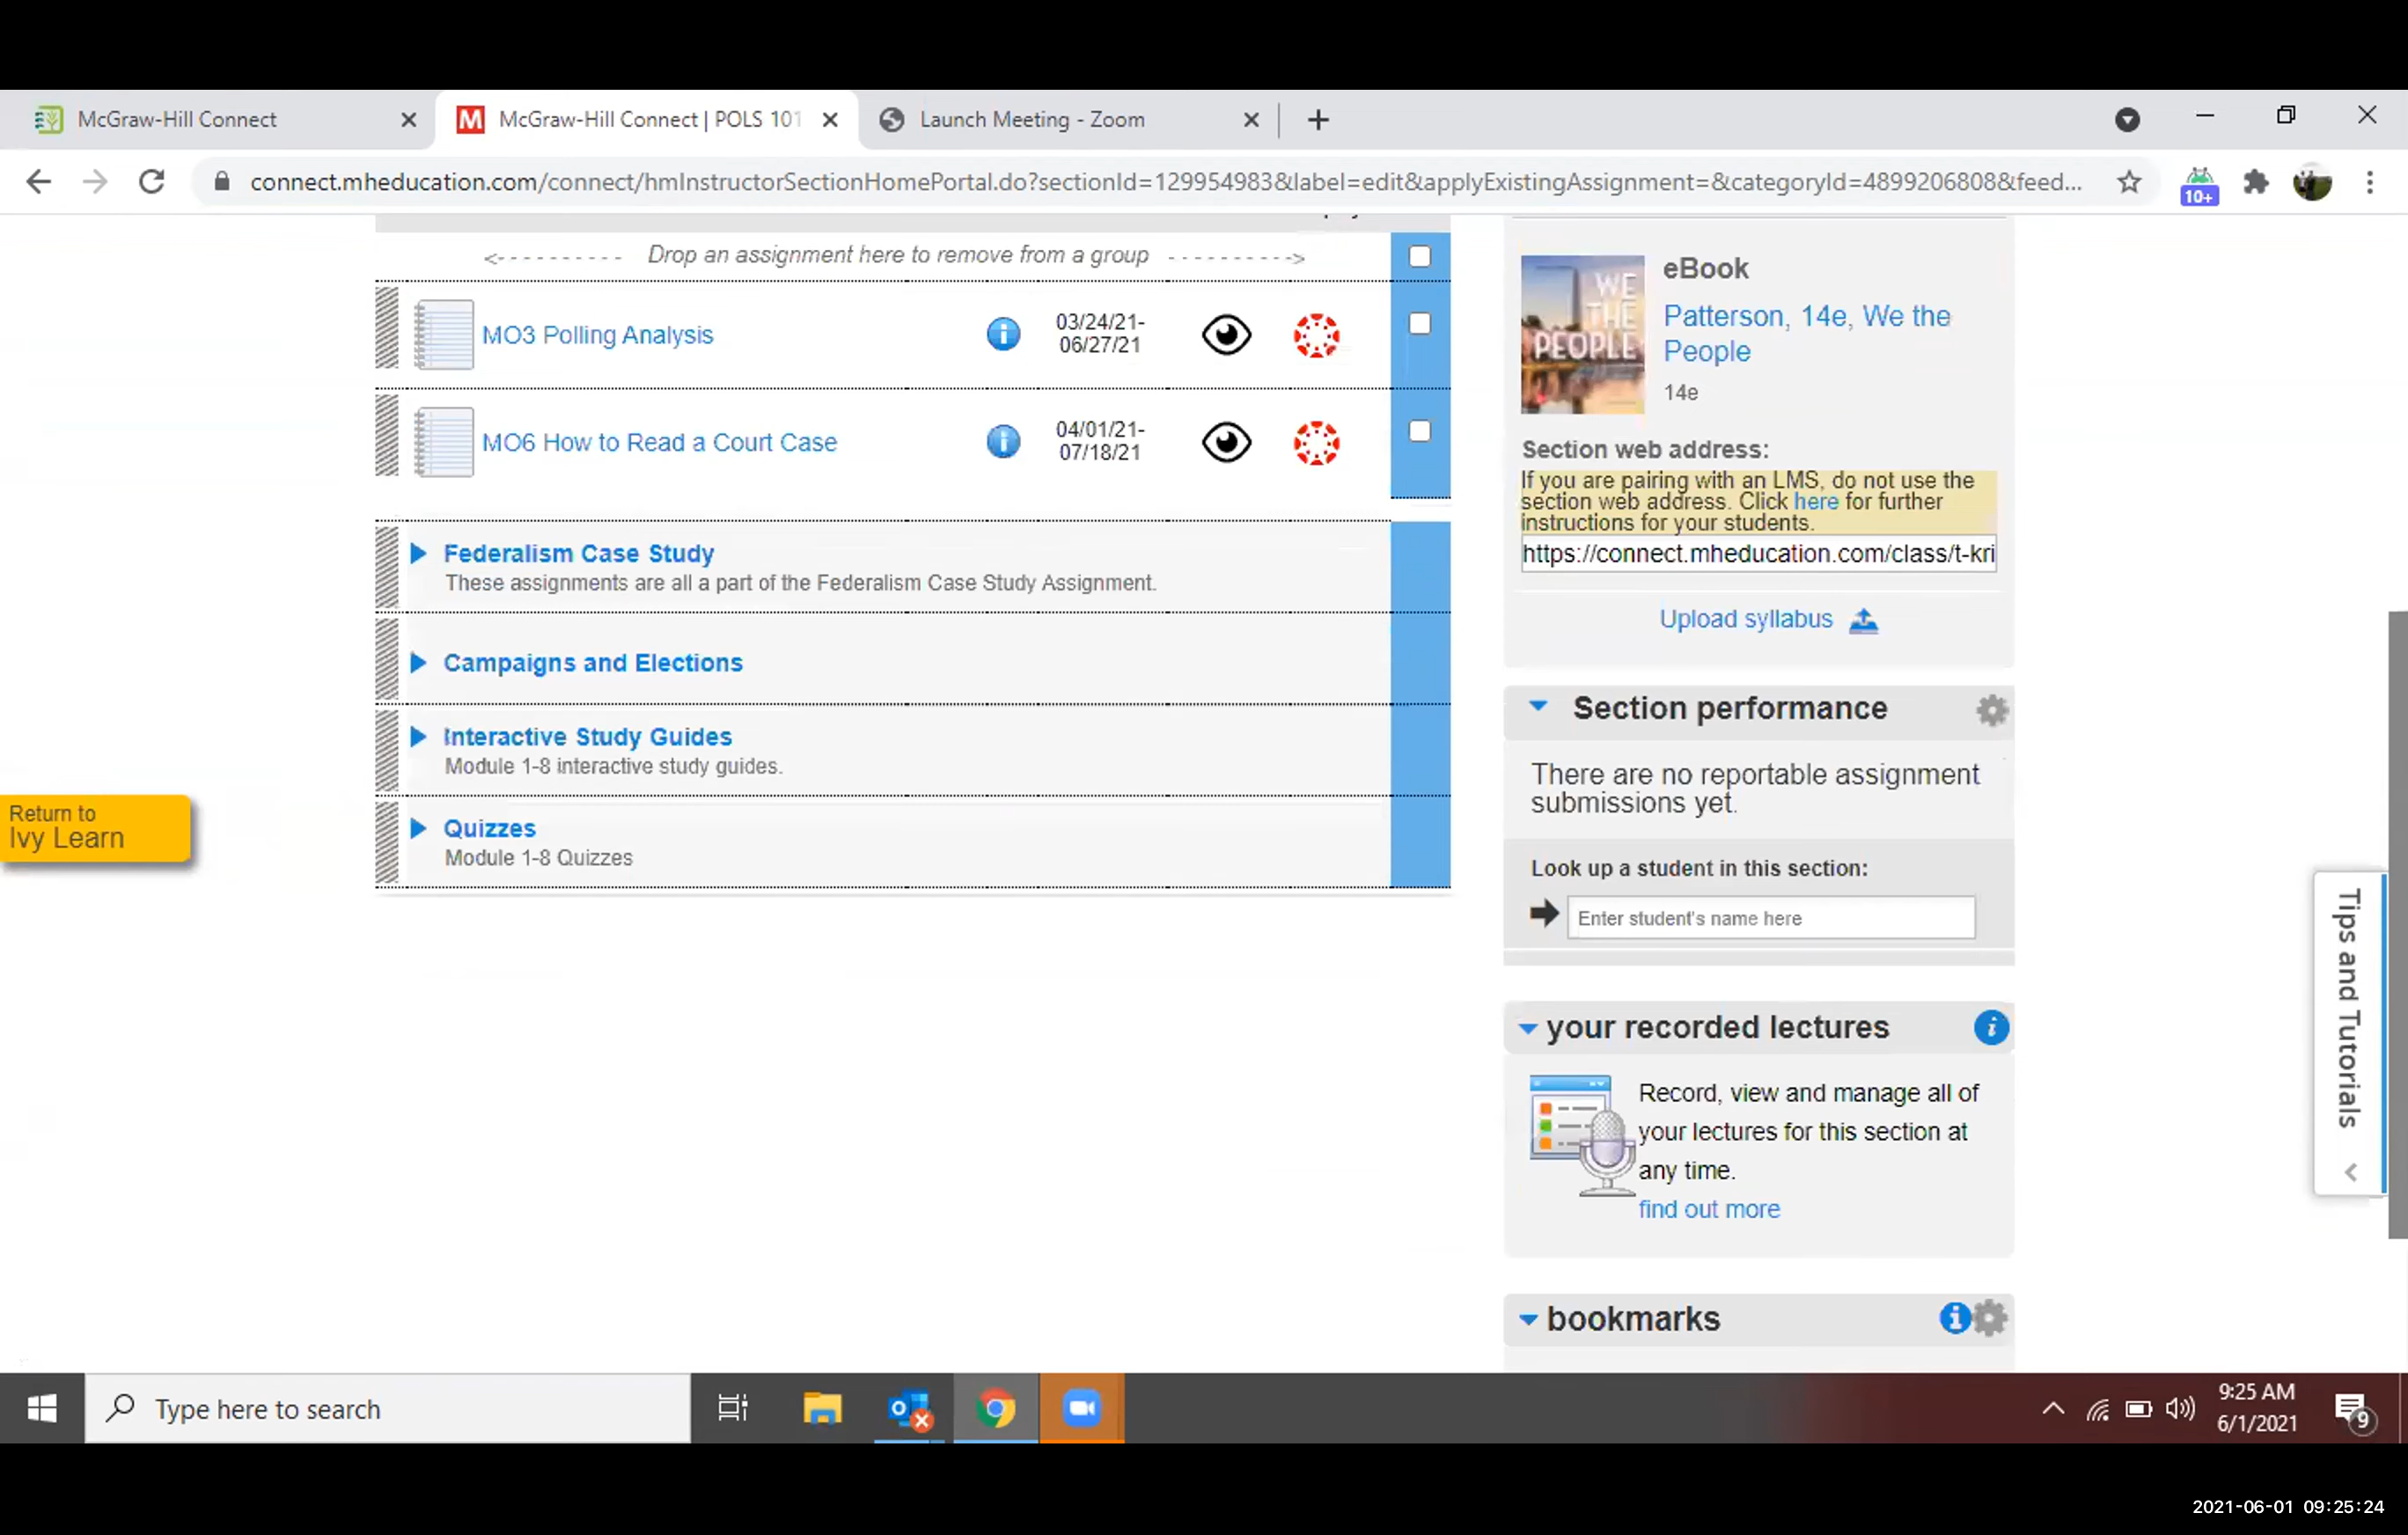 McGraw-Hill Connect
McGraw-Hill Connect | POLS 101
Launch Meeting - Zoom
connect.mheducation.com/connect/hmInstructorSectionHomePortal.do?sectionId=129954983&label=edit&applyExistingAssignment=&categoryId=4899206808&feed...
10+
Drop an assignment here to remove from a group
MO3 Polling Analysis
03/24/21-
06/27/21
MO6 How to Read a Court Case
04/01/21-
07/18/21
Federalism Case Study
These assignments are all a part of the Federalism Case Study Assignment.
Campaigns and Elections
Interactive Study Guides
Module 1-8 interactive study guides.
Quizzes
Module 1-8 Quizzes
Return to
Ivy Learn
WE
THE
PEOPLE
eBook
Patterson, 14e, We the
People
14e
Section web address:
If you are pairing with an LMS, do not use the
section web address. Click here for further
instructions for your students.
https://connect.mheducation.com/class/t-kri
Upload syllabus
Section performance
There are no reportable assignment
submissions yet.
Look up a student in this section:
Enter student's name here
your recorded lectures
Record, view and manage all of
your lectures for this section at
any time.
find out more
bookmarks
Tips and Tutorials
Type here to search
9:25 AM
6/1/2021
9
2021-06-01 09:25:24